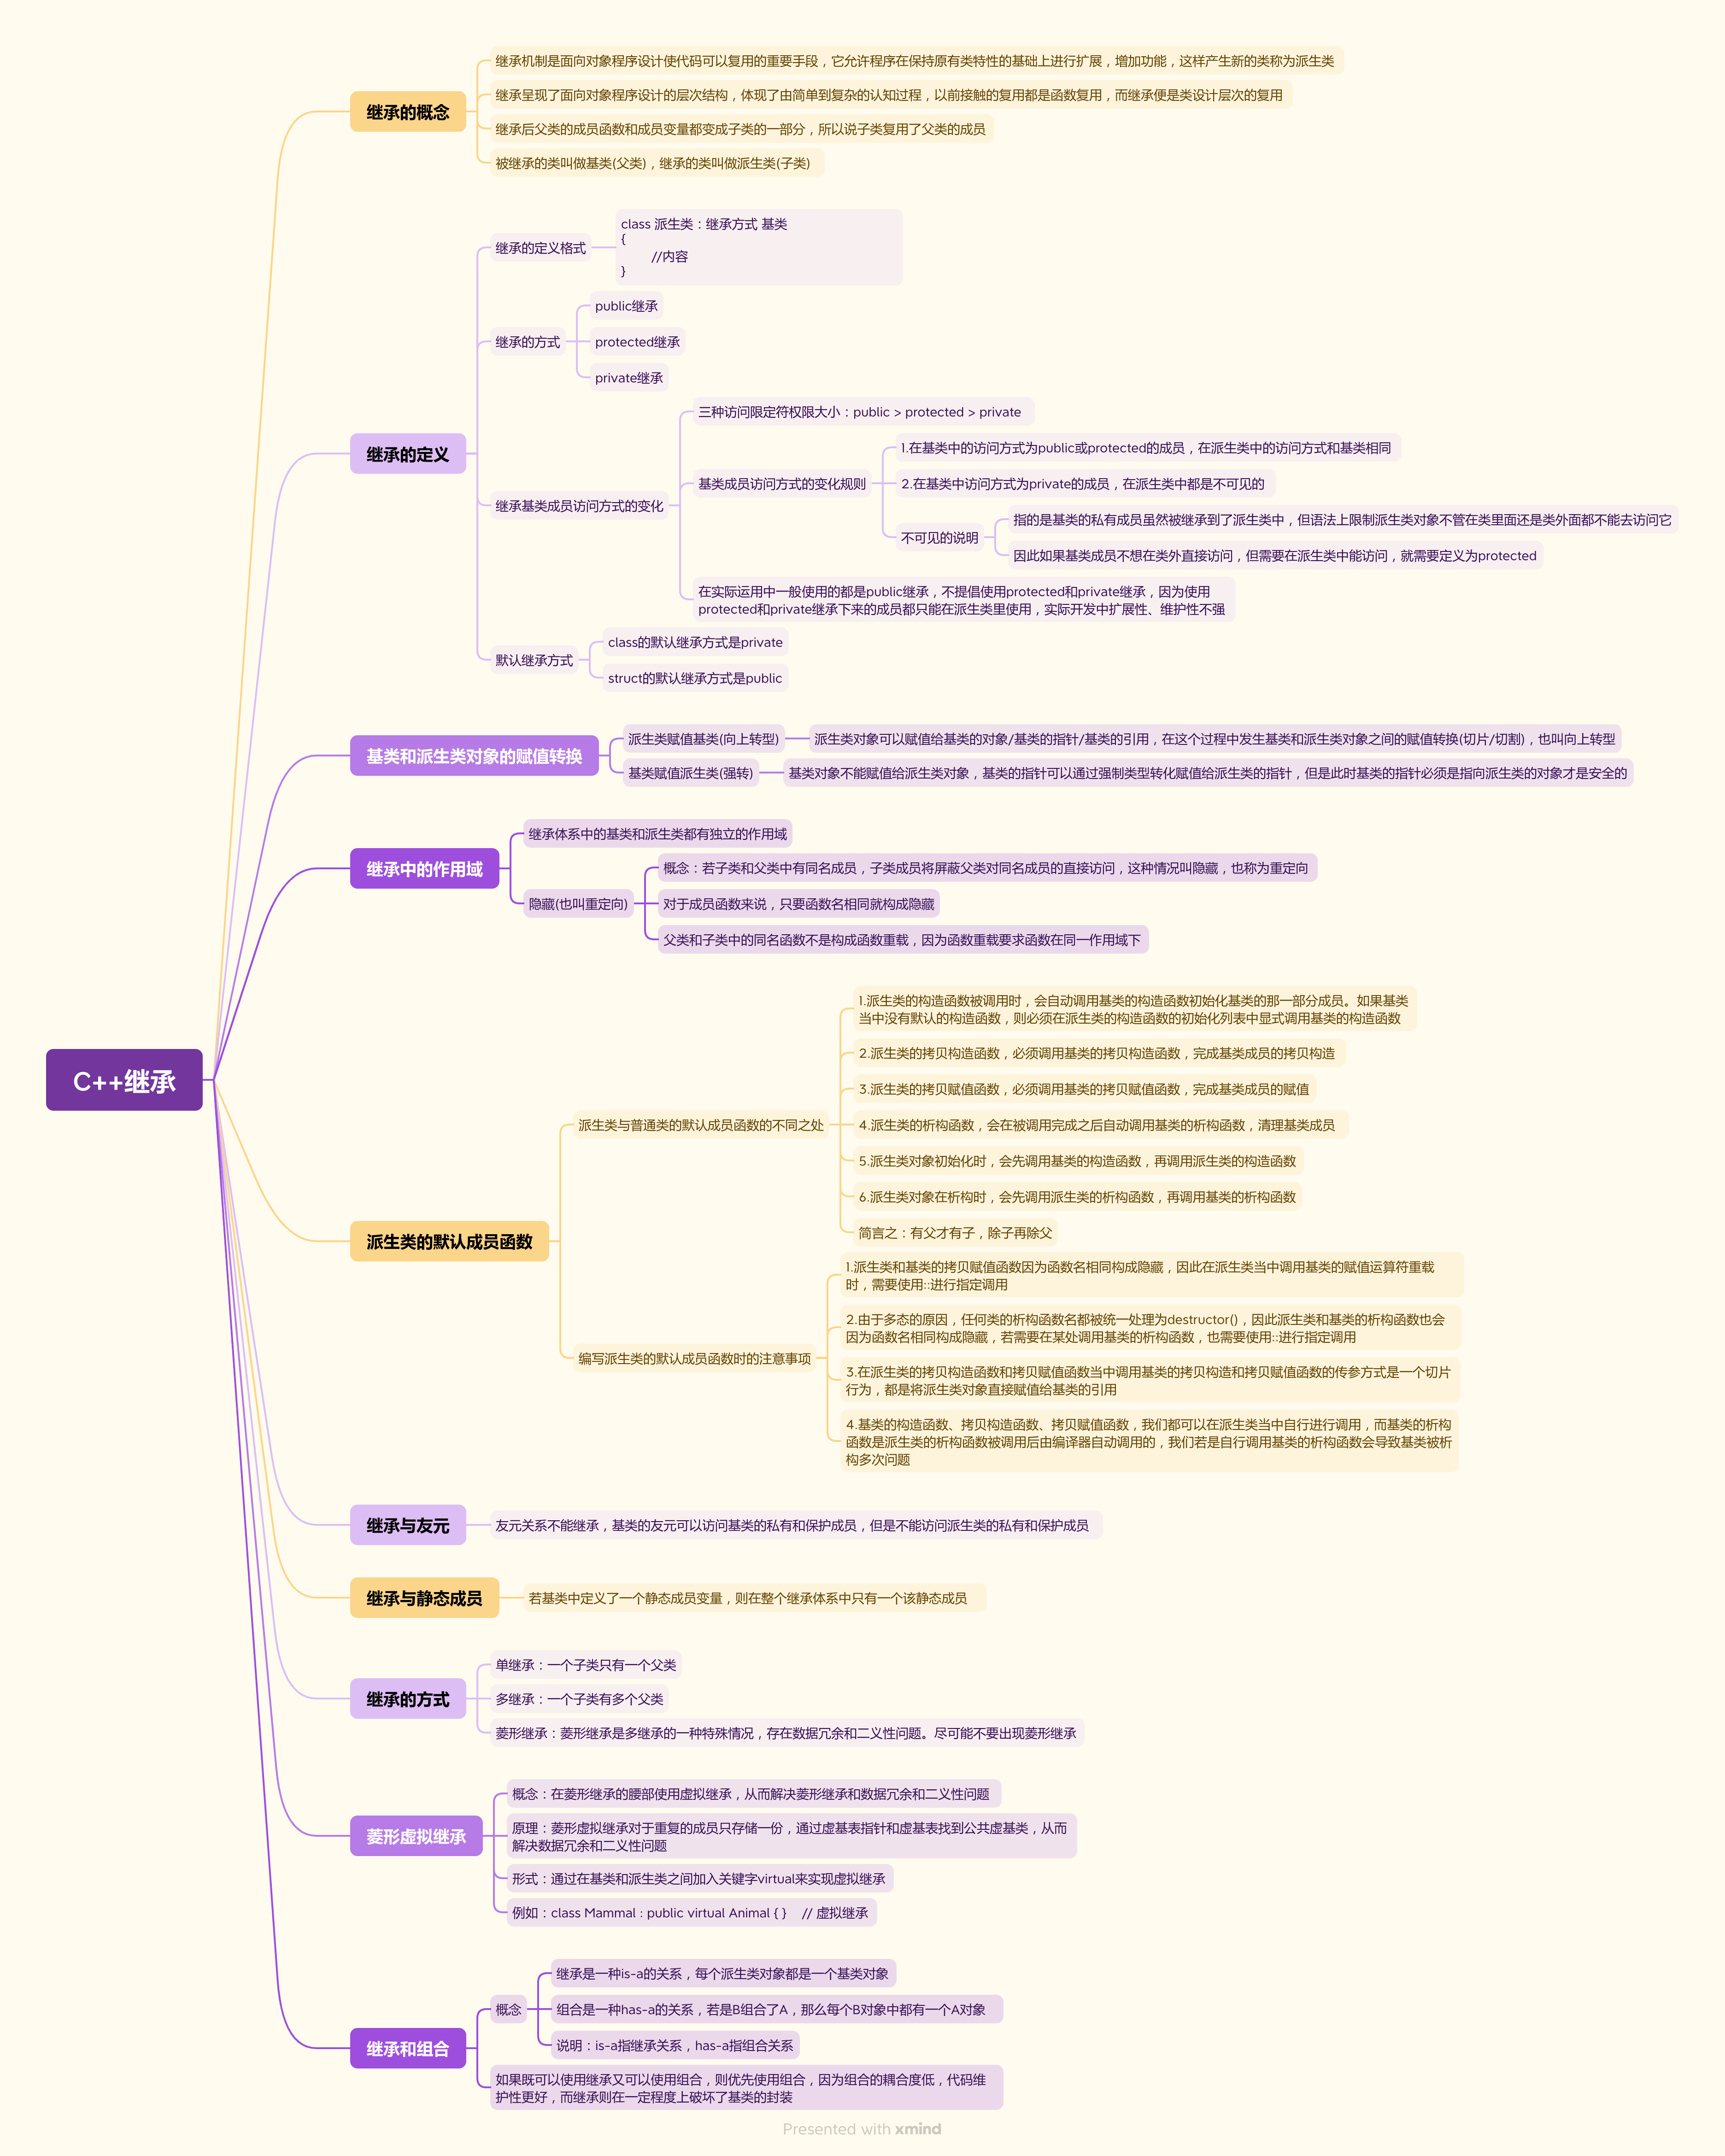 继承的概念
继承机制是面向对象程序设计使代码可以复用的重要手段，它允许程序在保持原有类特性的基础上进行扩展，增加功能，这样产生新的类称为派生类
继承呈现了面向对象程序设计的层次结构，体现了由简单到复杂的认知过程，以前接触的复用都是函数复用，而继承便是类设计层次的复用
继承后父类的成员函数和成员变量都变成子类的一部分，所以说子类复用了父类的成员
被继承的类叫做基类(父类)，继承的类叫做派生类(子类)
继承的定义
继承的定义格式
class 派生类：继承方式 基类
{
//内容
}
继承的方式
public继承
protected继承
private继承
继承基类成员访问方式的变化
三种访问限定符权限大小：public > protected > private
基类成员访问方式的变化规则
1.在基类中的访问方式为public或protected的成员，在派生类中的访问方式和基类相同
2.在基类中访问方式为private的成员，在派生类中都是不可见的
不可见的说明
指的是基类的私有成员虽然被继承到了派生类中，但语法上限制派生类对象不管在类里面还是类外面都不能去访问它
因此如果基类成员不想在类外直接访问，但需要在派生类中能访问，就需要定义为protected
在实际运用中一般使用的都是public继承，不提倡使用protected和private继承，因为使用
protected和private继承下来的成员都只能在派生类里使用，实际开发中扩展性、维护性不强
默认继承方式
class的默认继承方式是private
struct的默认继承方式是public
基类和派生类对象的赋值转换
派生类赋值基类(向上转型)
派生类对象可以赋值给基类的对象/基类的指针/基类的引用，在这个过程中发生基类和派生类对象之间的赋值转换(切片/切割)，也叫向上转型
基类赋值派生类(强转)
基类对象不能赋值给派生类对象，基类的指针可以通过强制类型转化赋值给派生类的指针，但是此时基类的指针必须是指向派生类的对象才是安全的
继承中的作用域
继承体系中的基类和派生类都有独立的作用域
隐藏(也叫重定向)
概念：若子类和父类中有同名成员，子类成员将屏蔽父类对同名成员的直接访问，这种情况叫隐藏，也称为重定向
对于成员函数来说，只要函数名相同就构成隐藏
父类和子类中的同名函数不是构成函数重载，因为函数重载要求函数在同一作用域下
C++继承
派生类的默认成员函数
派生类与普通类的默认成员函数的不同之处
1.派生类的构造函数被调用时，会自动调用基类的构造函数初始化基类的那一部分成员。如果基类
当中没有默认的构造函数，则必须在派生类的构造函数的初始化列表中显式调用基类的构造函数
2.派生类的拷贝构造函数，必须调用基类的拷贝构造函数，完成基类成员的拷贝构造
3.派生类的拷贝赋值函数，必须调用基类的拷贝赋值函数，完成基类成员的赋值
4.派生类的析构函数，会在被调用完成之后自动调用基类的析构函数，清理基类成员
5.派生类对象初始化时，会先调用基类的构造函数，再调用派生类的构造函数
6.派生类对象在析构时，会先调用派生类的析构函数，再调用基类的析构函数
简言之：有父才有子，除子再除父
编写派生类的默认成员函数时的注意事项
1.派生类和基类的拷贝赋值函数因为函数名相同构成隐藏，因此在派生类当中调用基类的赋值运算符重载
时，需要使用::进行指定调用
2.由于多态的原因，任何类的析构函数名都被统一处理为destructor()，因此派生类和基类的析构函数也会
因为函数名相同构成隐藏，若需要在某处调用基类的析构函数，也需要使用::进行指定调用
3.在派生类的拷贝构造函数和拷贝赋值函数当中调用基类的拷贝构造和拷贝赋值函数的传参方式是一个切片
行为，都是将派生类对象直接赋值给基类的引用
4.基类的构造函数、拷贝构造函数、拷贝赋值函数，我们都可以在派生类当中自行进行调用，而基类的析构
函数是派生类的析构函数被调用后由编译器自动调用的，我们若是自行调用基类的析构函数会导致基类被析
构多次问题
继承与友元
友元关系不能继承，基类的友元可以访问基类的私有和保护成员，但是不能访问派生类的私有和保护成员
继承与静态成员
若基类中定义了一个静态成员变量，则在整个继承体系中只有一个该静态成员
继承的方式
单继承：一个子类只有一个父类
多继承：一个子类有多个父类
菱形继承：菱形继承是多继承的一种特殊情况，存在数据冗余和二义性问题。尽可能不要出现菱形继承
菱形虚拟继承
概念：在菱形继承的腰部使用虚拟继承，从而解决菱形继承和数据冗余和二义性问题
原理：菱形虚拟继承对于重复的成员只存储一份，通过虚基表指针和虚基表找到公共虚基类，从而
解决数据冗余和二义性问题
形式：通过在基类和派生类之间加入关键字virtual来实现虚拟继承
例如：class Mammal : public virtual Animal { } // 虚拟继承
继承和组合
概念
继承是一种is-a的关系，每个派生类对象都是一个基类对象
组合是一种has-a的关系，若是B组合了A，那么每个B对象中都有一个A对象
说明：is-a指继承关系，has-a指组合关系
如果既可以使用继承又可以使用组合，则优先使用组合，因为组合的耦合度低，代码维
护性更好，而继承则在一定程度上破坏了基类的封装
Presented with xmind